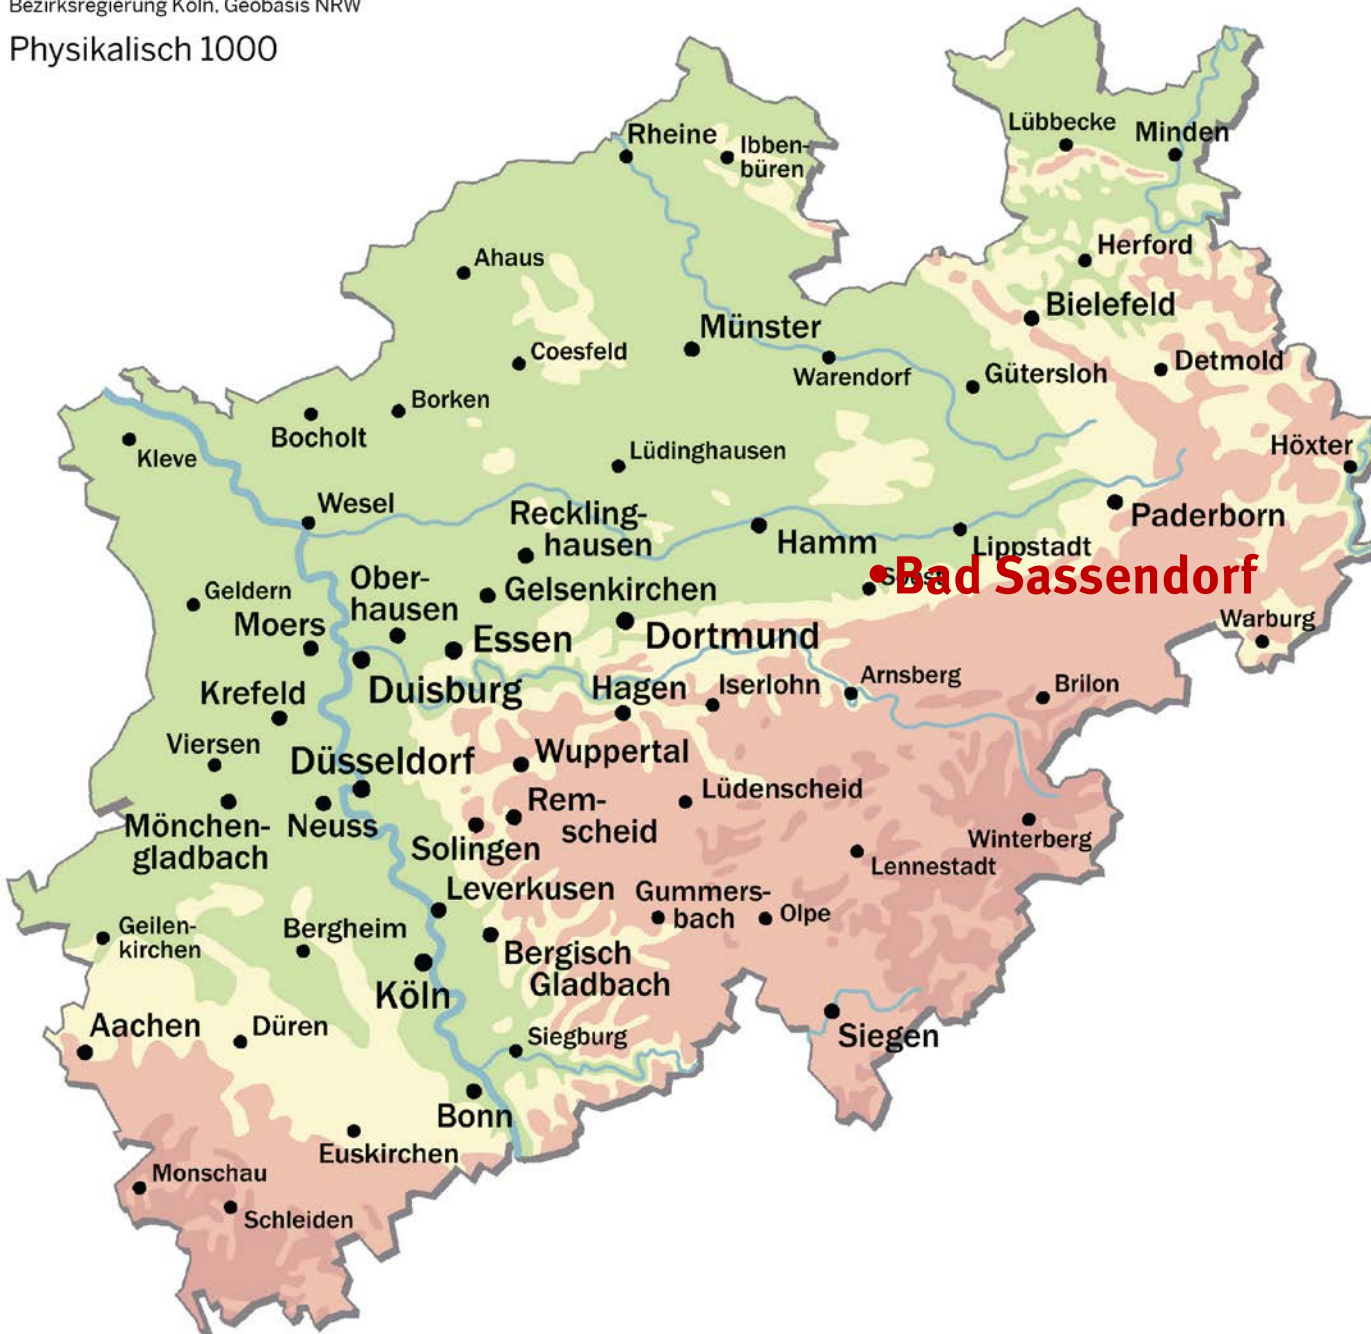 Bezirksregierung Köln, Geobasis NRW
Physikalisch 1000
Lübbecke
Minden
Rheine
Ibben-
büren
Herford
Ahaus
Bielefeld
Münster
Coesfeld
Detmold
Warendorf
Gütersloh
Borken
Bocholt
Kleve
Höxter
Lüdinghausen
Wesel
Reckling-
hausen
Paderborn
Hamm
Lippstadt
Bad Sassendorf
Soest
Ober-
hausen
Gelsenkirchen
Geldern
Moers
Warburg
Essen
Dortmund
Duisburg
Krefeld
Hagen
Iserlohn
Arnsberg
Brilon
Viersen
Düsseldorf
Wuppertal
Lüdenscheid
Rem-
scheid
Mönchen-
gladbach
Neuss
Solingen
Winterberg
Lennestadt
Leverkusen
Gummers-
bach
Olpe
Geilen-
kirchen
Bergheim
Bergisch
Gladbach
Köln
Aachen
Düren
Siegburg
Siegen
Bonn
Euskirchen
Monschau
Schleiden